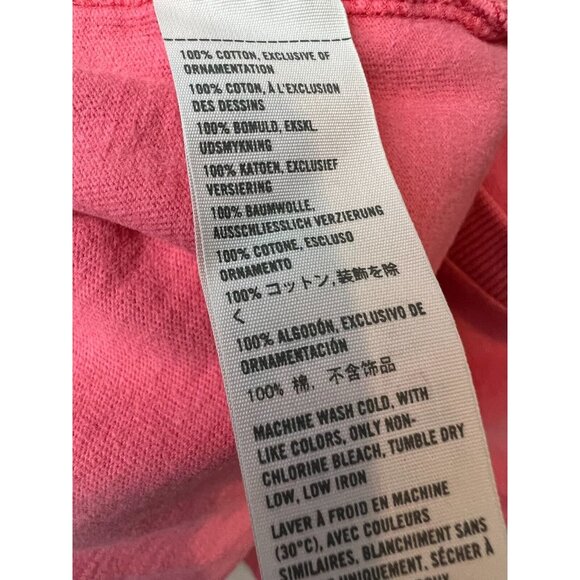 100% COTTON, EXCLUSIVE OF
ORNAMENTATION
100% COTON, À L'EXCLUSION
DES DESSINS
100% BOMULD, EKSKL.
UDSMYKNING
100% KATOEN, EXCLUSIEF
VERSIERING
100% BAUMWOLLE,
AUSSCHLIESSLICH VERZIERUNG
100% COTONE, ESCLUSO
ORNAMENTO
100% コットン,装飾を除
く
100% ALGODÓN, EXCLUSIVO DE
ORNAMENTACIÓN
100% 棉, 不含饰品
MACHINE WASH COLD, WITH
LIKE COLORS, ONLY NON-
CHLORINE BLEACH, TUMBLE DRY
LOW, LOW IRON
LAVER À FROID EN MACHINE
(30°C), AVEC COULEURS
SIMILAIRES, BLANCHIMENT SANS
SÉCHER À